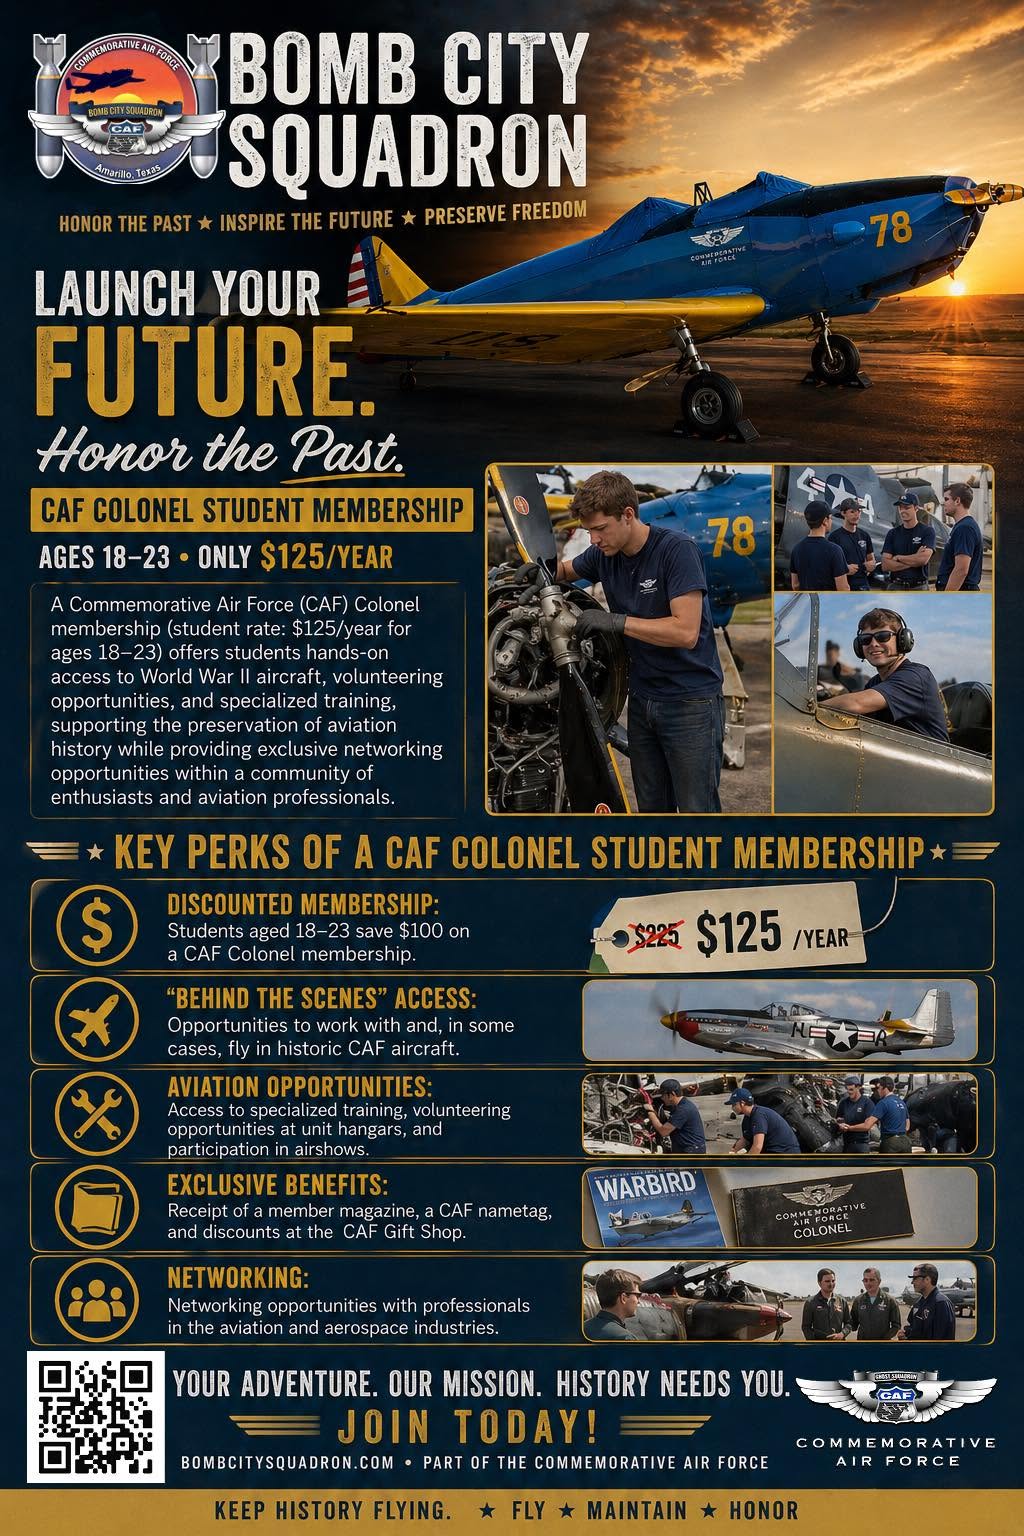 COMMEMORATIVE AIR FORCE
BOMB CITY SQUADRON
CAF
Amarillo, Texas
BOMB CITY
SQUADRON
HONOR THE PAST ★ INSPIRE THE FUTURE ★ PRESERVE FREEDOM
78
COMMEMORATIVE
AIR FORCE
LAUNCH YOUR
FUTURE.
Honor the Past.
CAF COLONEL STUDENT MEMBERSHIP
AGES 18–23 • ONLY $125/YEAR
A Commemorative Air Force (CAF) Colonel
membership (student rate: $125/year for
ages 18–23) offers students hands-on
access to World War II aircraft, volunteering
opportunities, and specialized training,
supporting the preservation of aviation
history while providing exclusive networking
opportunities within a community of
enthusiasts and aviation professionals.
78
4
★ KEY PERKS OF A CAF COLONEL STUDENT MEMBERSHIP ★
$
DISCOUNTED MEMBERSHIP:
Students aged 18–23 save $100 on
a CAF Colonel membership.
$225 $125 /YEAR
“BEHIND THE SCENES” ACCESS:
Opportunities to work with and, in some
cases, fly in historic CAF aircraft.
AVIATION OPPORTUNITIES:
Access to specialized training, volunteering
opportunities at unit hangars, and
participation in airshows.
EXCLUSIVE BENEFITS:
Receipt of a member magazine, a CAF nametag,
and discounts at the CAF Gift Shop.
WARBIRD
COMMEMORATIVE
AIR FORCE
COLONEL
NETWORKING:
Networking opportunities with professionals
in the aviation and aerospace industries.
YOUR ADVENTURE. OUR MISSION. HISTORY NEEDS YOU.
JOIN TODAY!
BOMBCITYSQUADRON.COM • PART OF THE COMMEMORATIVE AIR FORCE
GHOST SQUADRON
CAF
COMMEMORATIVE
AIR FORCE
KEEP HISTORY FLYING. ★ FLY ★ MAINTAIN ★ HONOR